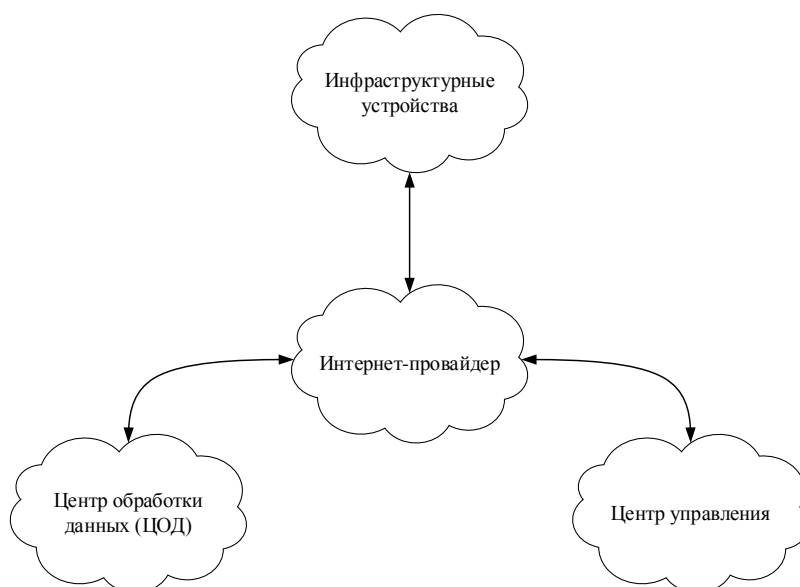 Инфраструктурные
устройства
Интернет-провайдер
Центр обработки
данных (ЦОД)
Центр управления